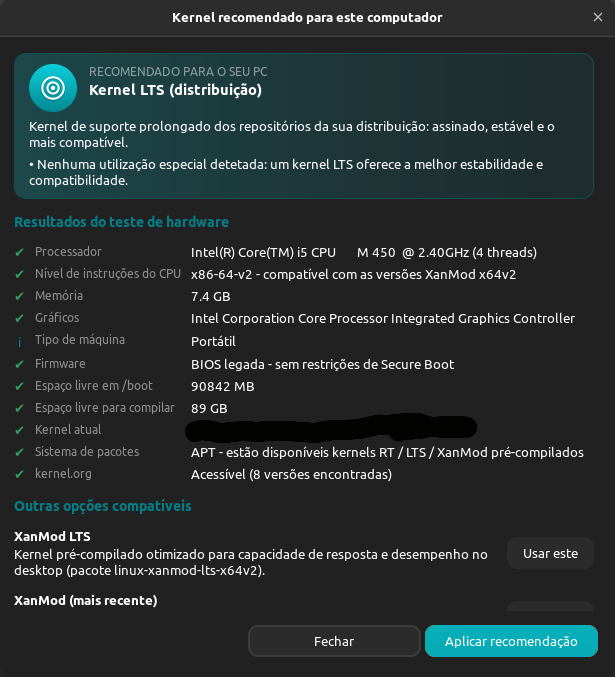 Kernel recomendado para este computador
RECOMENDADO PARA O SEU PC
Kernel LTS (distribuição)
Kernel de suporte prolongado dos repositórios da sua distribuição: assinado, estável e o
mais compatível.
• Nenhuma utilização especial detetada: um kernel LTS oferece a melhor estabilidade e
compatibilidade.
Resultados do teste de hardware
✔ Processador Intel(R) Core(TM) i5 CPU M 450 @ 2.40GHz (4 threads)
✔ Nível de instruções do CPU x86-64-v2 - compatível com as versões XanMod x64v2
✔ Memória 7.4 GB
✔ Gráficos Intel Corporation Core Processor Integrated Graphics Controller
i Tipo de máquina Portátil
✔ Firmware BIOS legada - sem restrições de Secure Boot
✔ Espaço livre em /boot 90842 MB
✔ Espaço livre para compilar 89 GB
✔ Kernel atual
✔ Sistema de pacotes APT - estão disponíveis kernels RT / LTS / XanMod pré-compilados
✔ kernel.org Acessível (8 versões encontradas)
Outras opções compatíveis
XanMod LTS
Kernel pré-compilado otimizado para capacidade de resposta e desempenho no
desktop (pacote linux-xanmod-lts-x64v2).
Usar este
XanMod (mais recente)
Fechar
Aplicar recomendação